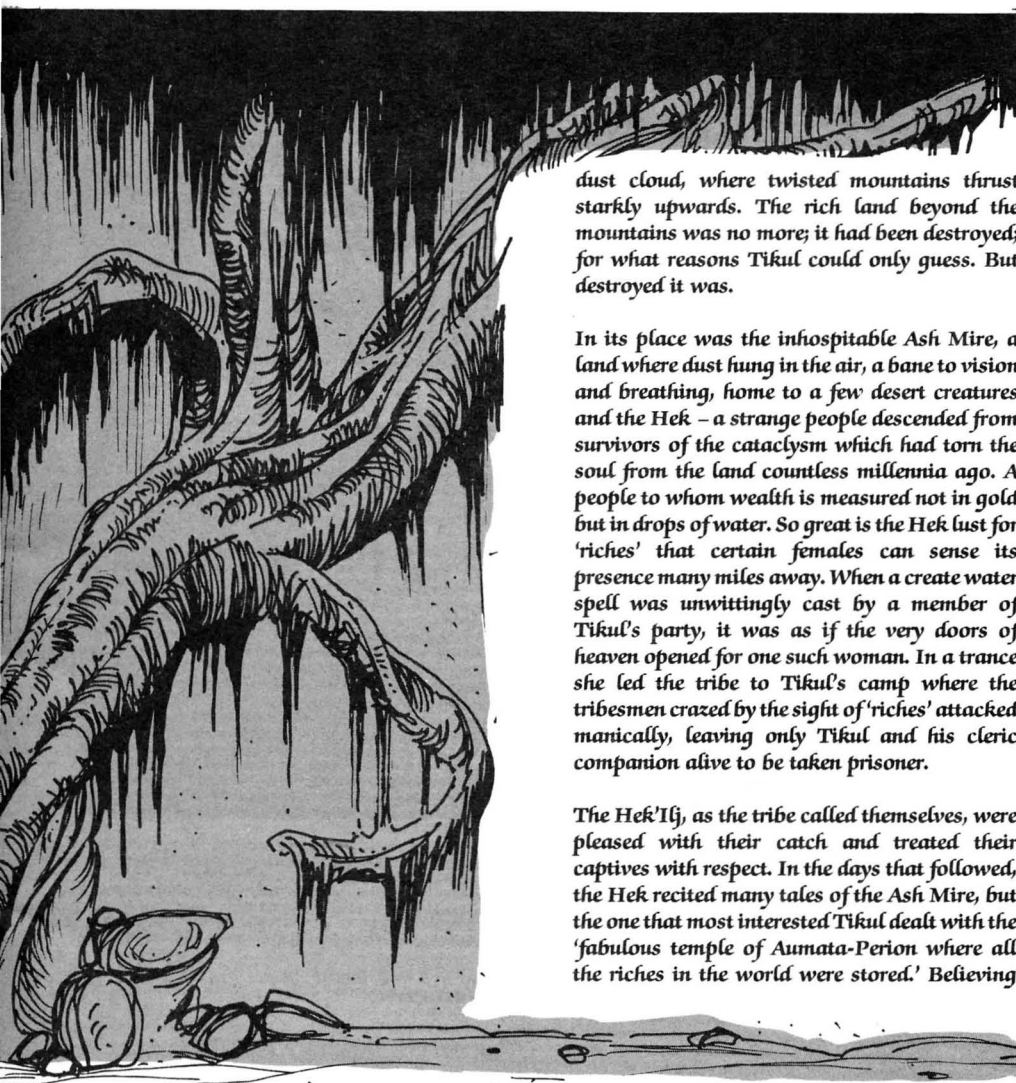 dust cloud, where twisted mountains thrust
starkly upwards. The rich land beyond the
mountains was no more; it had been destroyed;
for what reasons Tikul could only guess. But
destroyed it was.
In its place was the inhospitable Ash Mire, a
land where dust hung in the air, a bane to vision
and breathing, home to a few desert creatures
and the Hek – a strange people descended from
survivors of the cataclysm which had torn the
soul from the land countless millennia ago. A
people to whom wealth is measured not in gold
but in drops of water. So great is the Hek lust for
'riches' that certain females can sense its
presence many miles away. When a create water
spell was unwittingly cast by a member of
Tikul's party, it was as if the very doors of
heaven opened for one such woman. In a trance
she led the tribe to Tikul's camp where the
tribesmen crazed by the sight of 'riches' attacked
manically, leaving only Tikul and his cleric
companion alive to be taken prisoner.
The Hek'Ilj, as the tribe called themselves, were
pleased with their catch and treated their
captives with respect. In the days that followed,
the Hek recited many tales of the Ash Mire, but
the one that most interested Tikul dealt with the
'fabulous temple of Aumata-Perion where all
the riches in the world were stored.' Believing